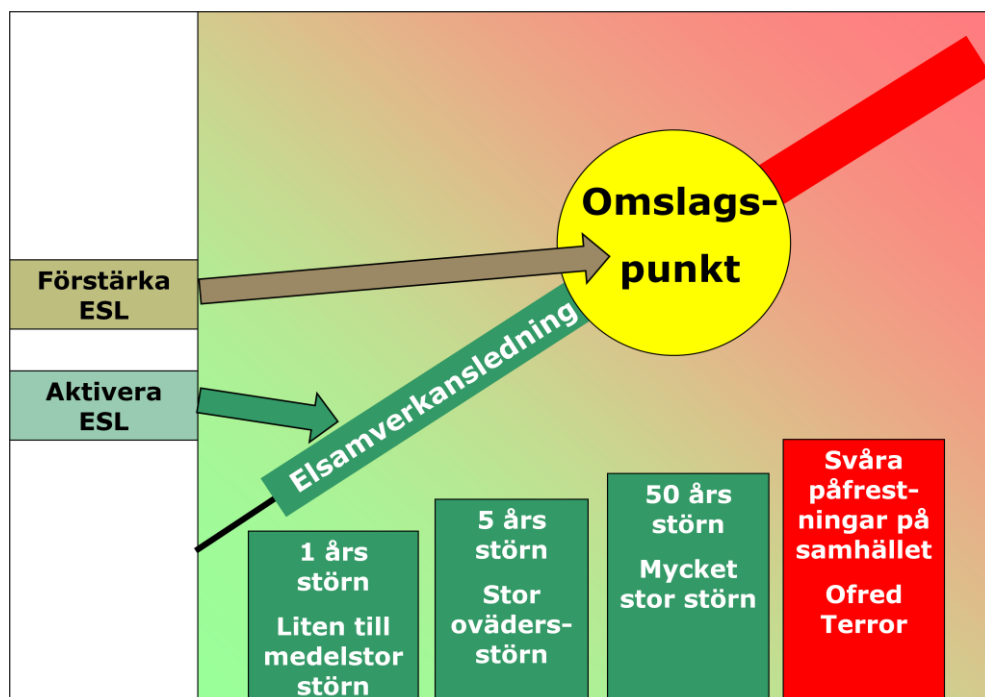 Omslags-
punkt
Förstärka
ESL
Aktivera
ESL
Elsamverkansledning
1 års
störn
Liten till
medelstor
störn
5 års
störn
Stor
oväders-
störn
50 års
störn
Mycket
stor störn
Svåra
påfrest-
ningar på
samhället
Ofred
Terror